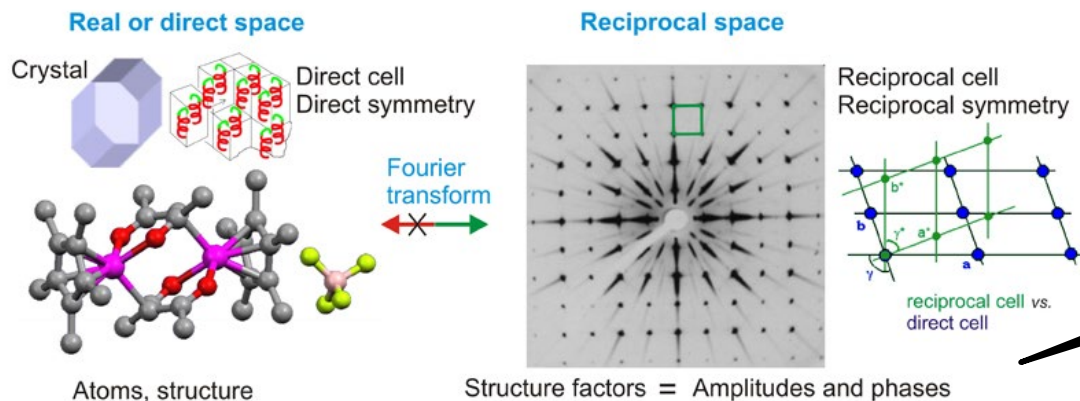 Real or direct space
Reciprocal space
Crystal
Direct cell
Direct symmetry
Reciprocal cell
Reciprocal symmetry
Fourier
transform
b*
b
γ*
a*
γ
a
reciprocal cell vs.
direct cell
Atoms, structure
Structure factors = Amplitudes and phases